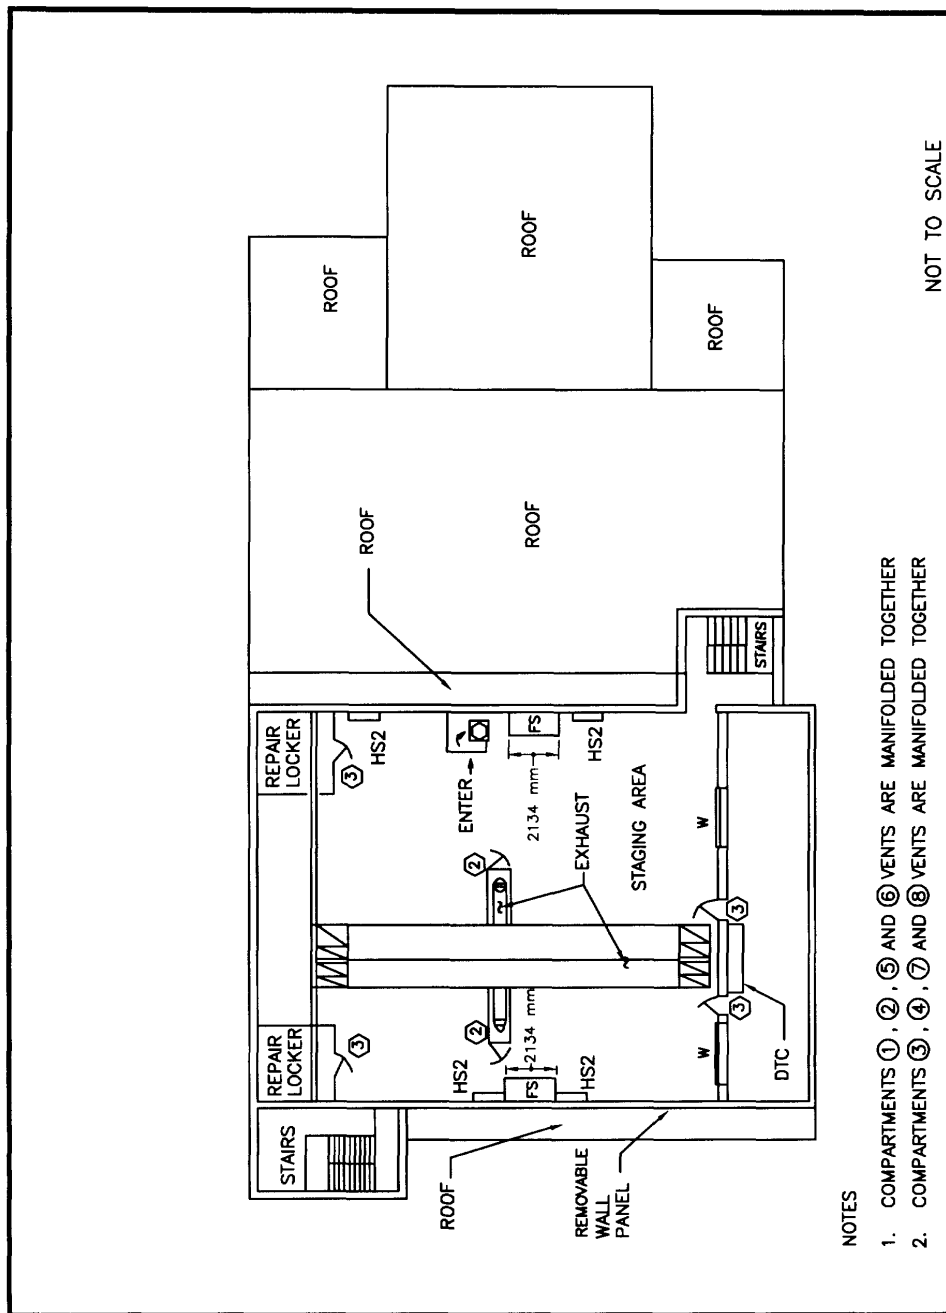 ROOF
ROOF
ROOF
ROOF
ROOF
STAIRS
REPAIR
LOCKER
3
HS2
ENTER
FS
2134 mm
HS2
2
EXHAUST
STAGING AREA
W
3
REPAIR
LOCKER
3
HS2
2
2134 mm
FS
HS2
3
W
DTC
STAIRS
ROOF
REMOVABLE
WALL
PANEL
NOTES
1. COMPARTMENTS ①, ②, ⑤ AND ⑥ VENTS ARE MANIFOLDED TOGETHER
2. COMPARTMENTS ③, ④, ⑦ AND ⑧ VENTS ARE MANIFOLDED TOGETHER
NOT TO SCALE